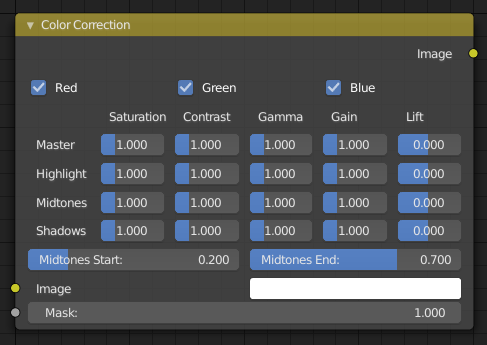 Color Correction
Image
Red Green Blue
Saturation Contrast Gamma Gain Lift
Master 1.000 1.000 1.000 1.000 0.000
Highlight 1.000 1.000 1.000 1.000 0.000
Midtones 1.000 1.000 1.000 1.000 0.000
Shadows 1.000 1.000 1.000 1.000 0.000
Midtones Start: 0.200 Midtones End: 0.700
Image
Mask: 1.000